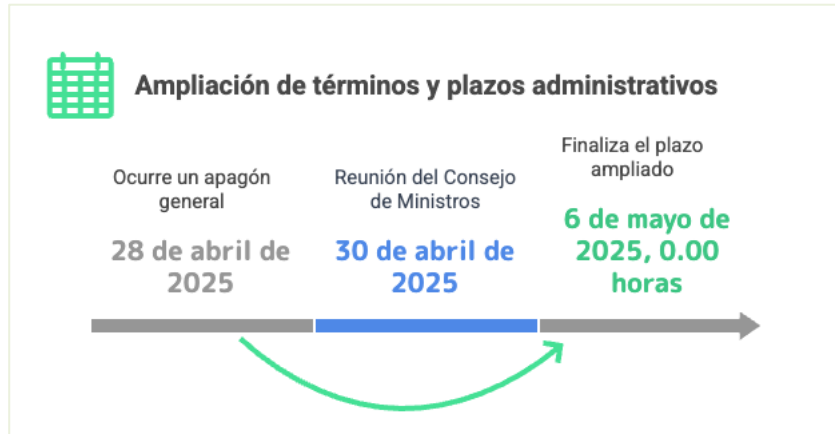 Ampliación de términos y plazos administrativos
Ocurre un apagón
general
28 de abril de
2025
Reunión del Consejo
de Ministros
30 de abril de
2025
Finaliza el plazo
ampliado
6 de mayo de
2025, 0.00
horas